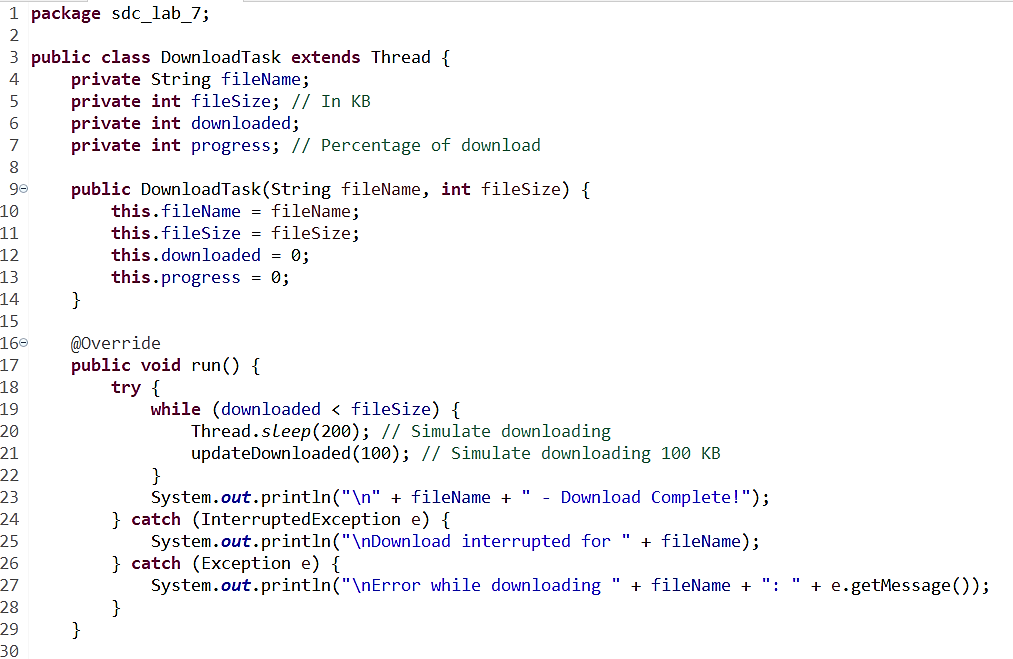 1 package sdc_lab_7;
2
3 public class DownloadTask extends Thread {
4     private String fileName;
5     private int fileSize; // In KB
6     private int downloaded;
7     private int progress; // Percentage of download
8
9     public DownloadTask(String fileName, int fileSize) {
10         this.fileName = fileName;
11         this.fileSize = fileSize;
12         this.downloaded = 0;
13         this.progress = 0;
14     }
15
16     @Override
17     public void run() {
18         try {
19             while (downloaded < fileSize) {
20                 Thread.sleep(200); // Simulate downloading
21                 updateDownloaded(100); // Simulate downloading 100 KB
22             }
23             System.out.println("\n" + fileName + " - Download Complete!");
24         } catch (InterruptedException e) {
25             System.out.println("\nDownload interrupted for " + fileName);
26         } catch (Exception e) {
27             System.out.println("\nError while downloading " + fileName + ": " + e.getMessage());
28         }
29     }
30